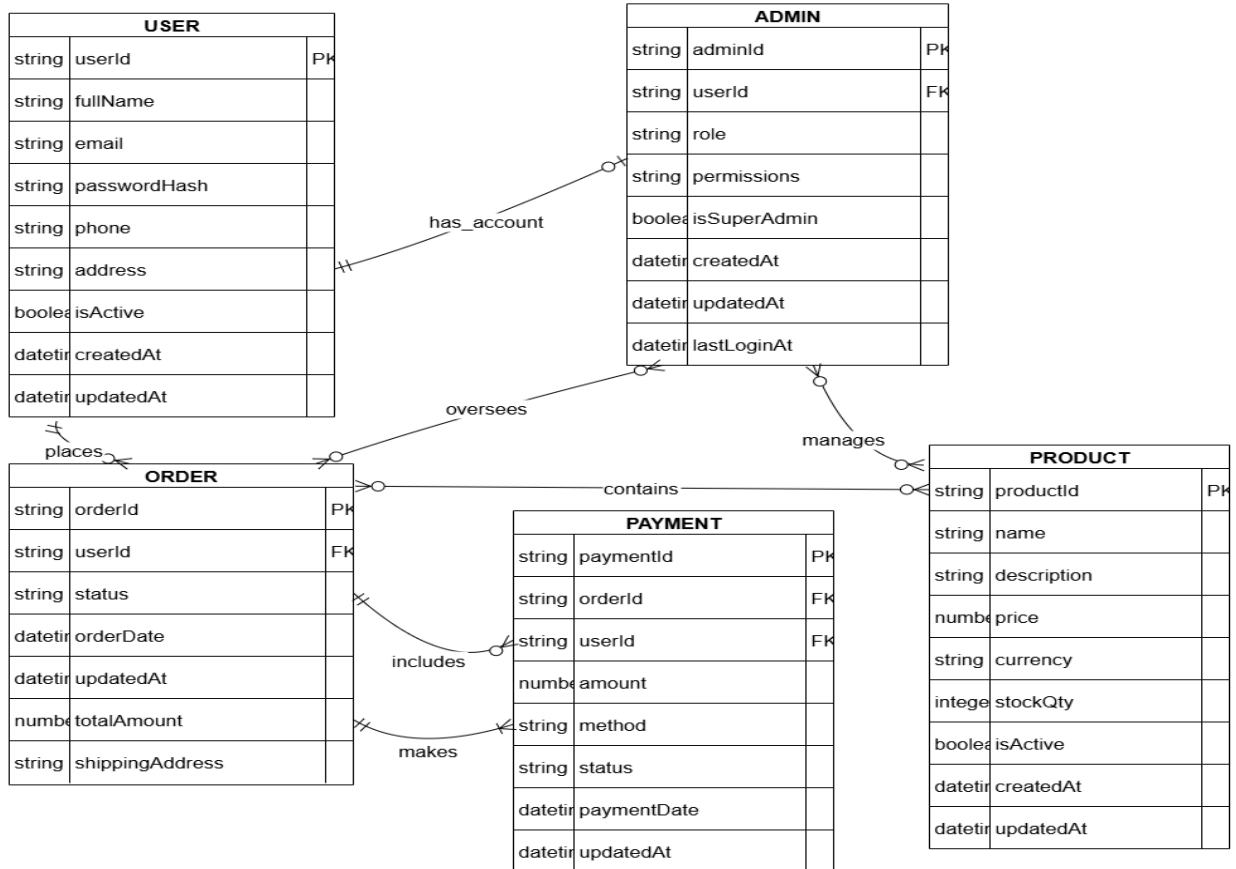 USER
string userId PK
string fullName
string email
string passwordHash
string phone
string address
boolea isActive
datetir createdAt
datetir updatedAt
ADMIN
string adminId PK
string userId FK
string role
string permissions
boolea isSuperAdmin
datetir createdAt
datetir updatedAt
datetir lastLoginAt
has_account
oversees
places
manages
contains
ORDER
string orderId PK
string userId FK
string status
datetir orderDate
datetir updatedAt
numbe totalAmount
string shippingAddress
includes
makes
PAYMENT
string paymentId PK
string orderId FK
string userId FK
numbe amount
string method
string status
datetir paymentDate
datetir updatedAt
PRODUCT
string productId PK
string name
string description
numbe price
string currency
intege stockQty
boolea isActive
datetir createdAt
datetir updatedAt